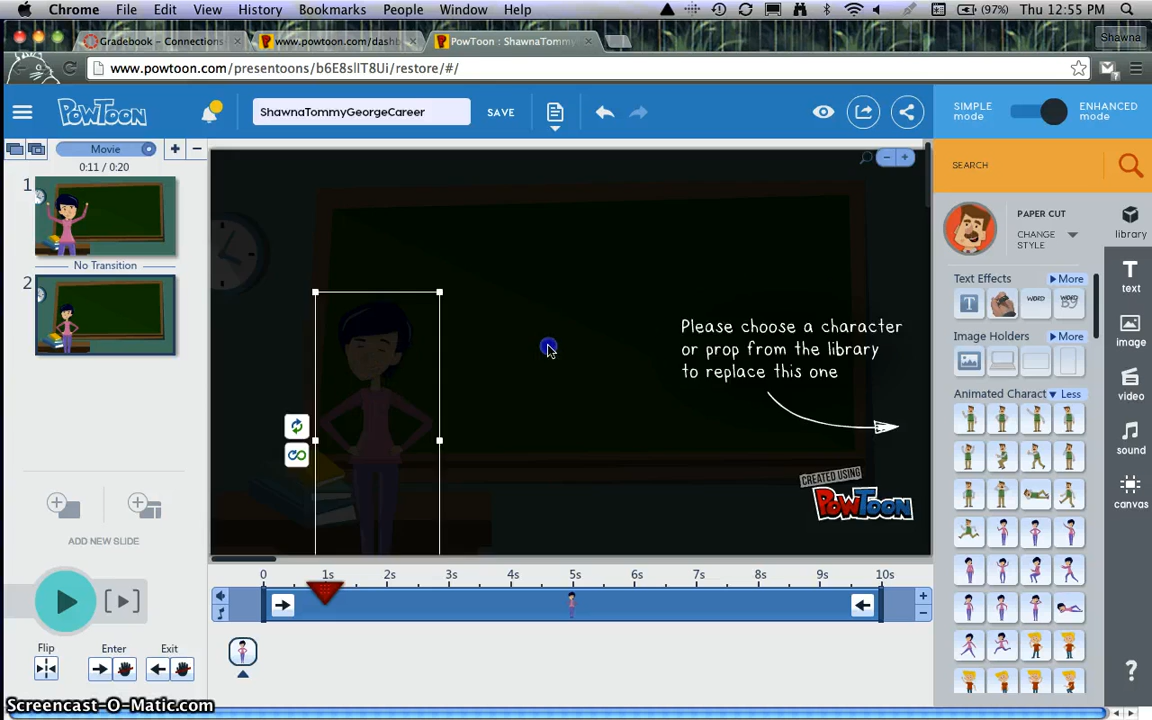 Chrome File Edit View History Bookmarks People Window Help (97%) Thu 12:55 PM
Gradebook - Connections www.powtoon.com/dashb PowToon : ShawnaTommy Shawna
www.powtoon.com/presentoons/b6E8slIT8Ui/restore/#/
POWTOON ShawnaTommyGeorgeCareer SAVE SIMPLE mode ENHANCED mode
Movie
0:11 / 0:20
SEARCH
1
PAPER CUT
CHANGE STYLE
library
No Transition
2
Text Effects More
T WORD
text
Image Holders More
image
Please choose a character
or prop from the library
to replace this one
Animated Charact Less
video
sound
CREATED USING
POWTOON
canvas
ADD NEW SLIDE
0 1s 2s 3s 4s 5s 6s 7s 8s 9s 10s
Flip Enter Exit
?
Screencast-O-Matic.com